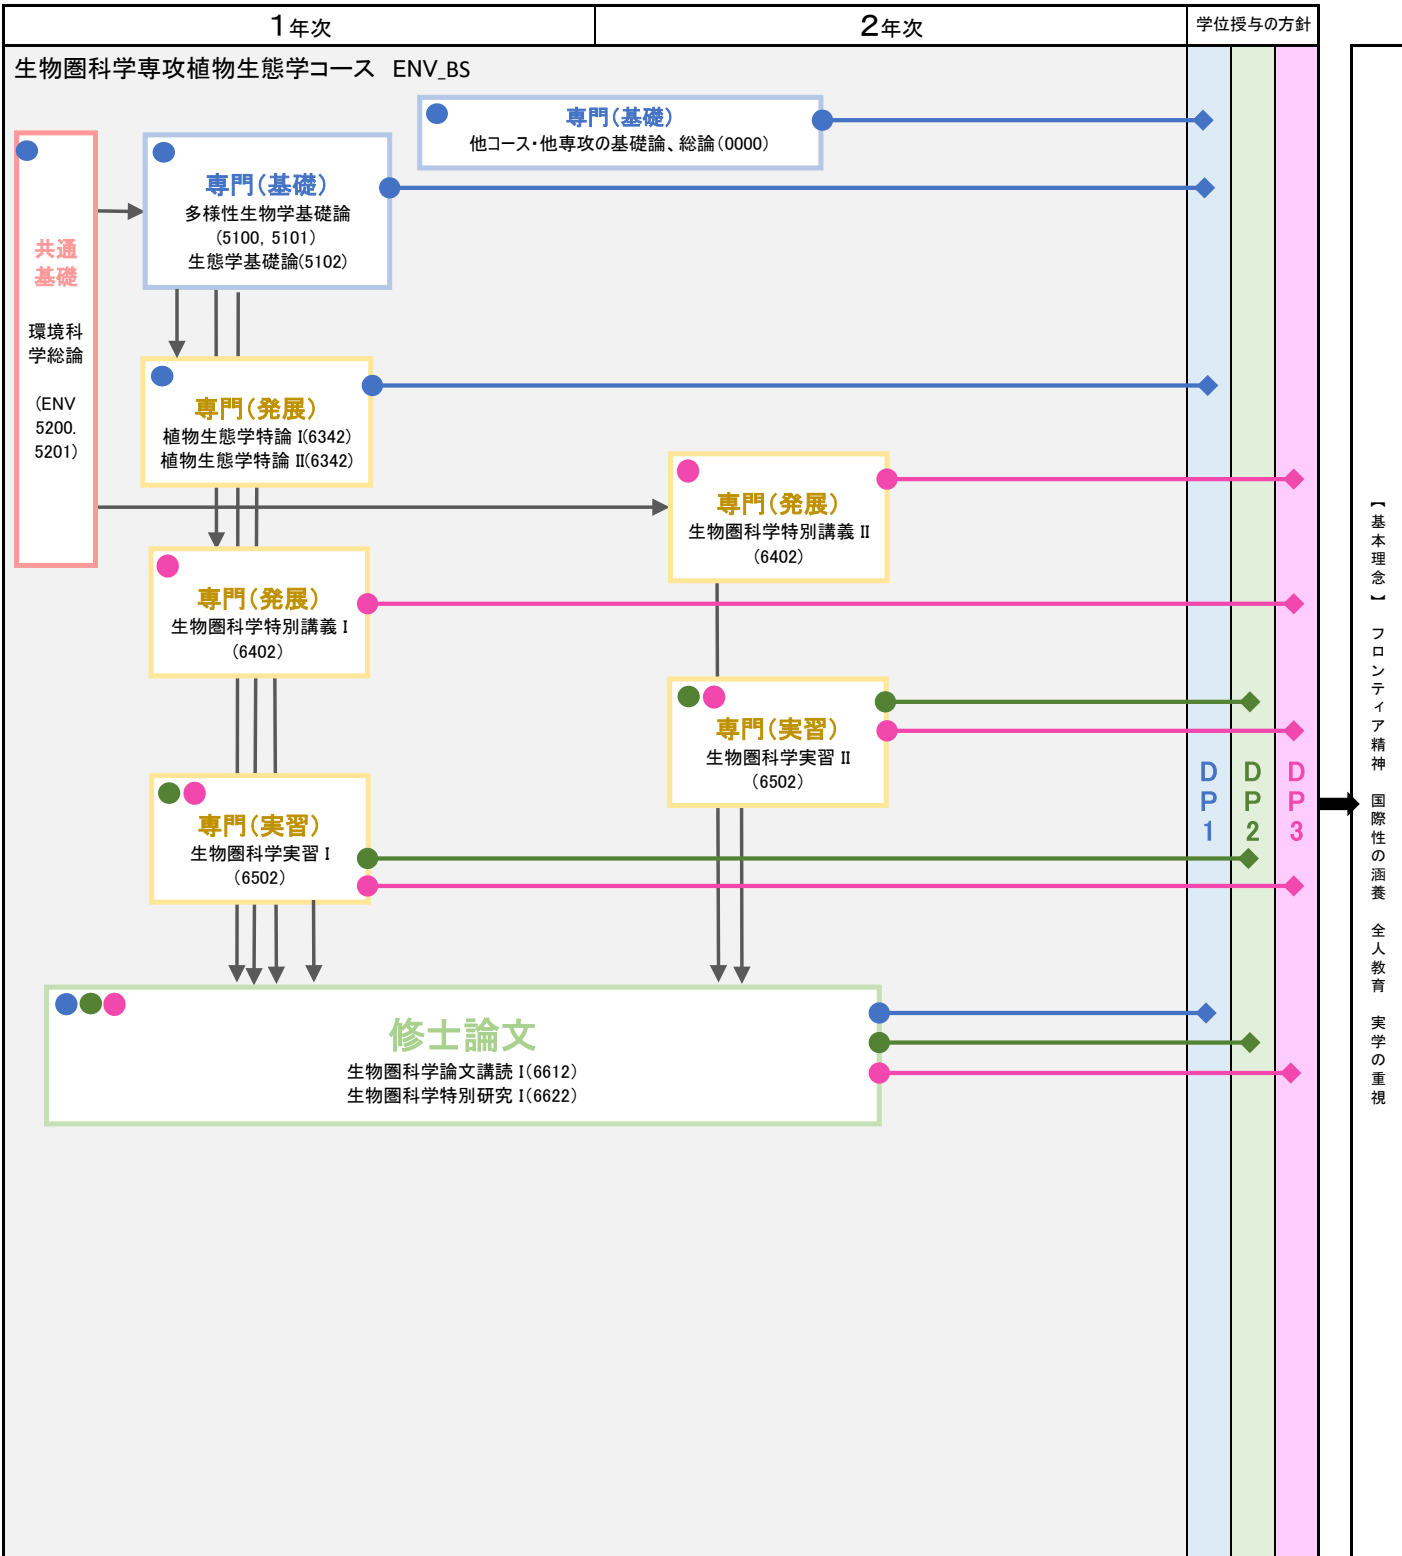 1年次
2年次
学位授与の方針
生物圏科学専攻植物生態学コース ENV_BS
専門(基礎)
他コース・他専攻の基礎論、総論(0000)
共通
基礎
環境科
学総論
(ENV
5200.
5201)
専門(基礎)
多様性生物学基礎論
(5100, 5101)
生態学基礎論(5102)
専門(発展)
植物生態学特論 I(6342)
植物生態学特論 II(6342)
専門(発展)
生物圏科学特別講義 II
(6402)
専門(発展)
生物圏科学特別講義 I
(6402)
専門(実習)
生物圏科学実習 II
(6502)
専門(実習)
生物圏科学実習 I
(6502)
修士論文
生物圏科学論文講読 I(6612)
生物圏科学特別研究 I(6622)
DP1
DP2
DP3
【基本理念】 フロンティア精神 国際性の涵養 全人教育 実学の重視